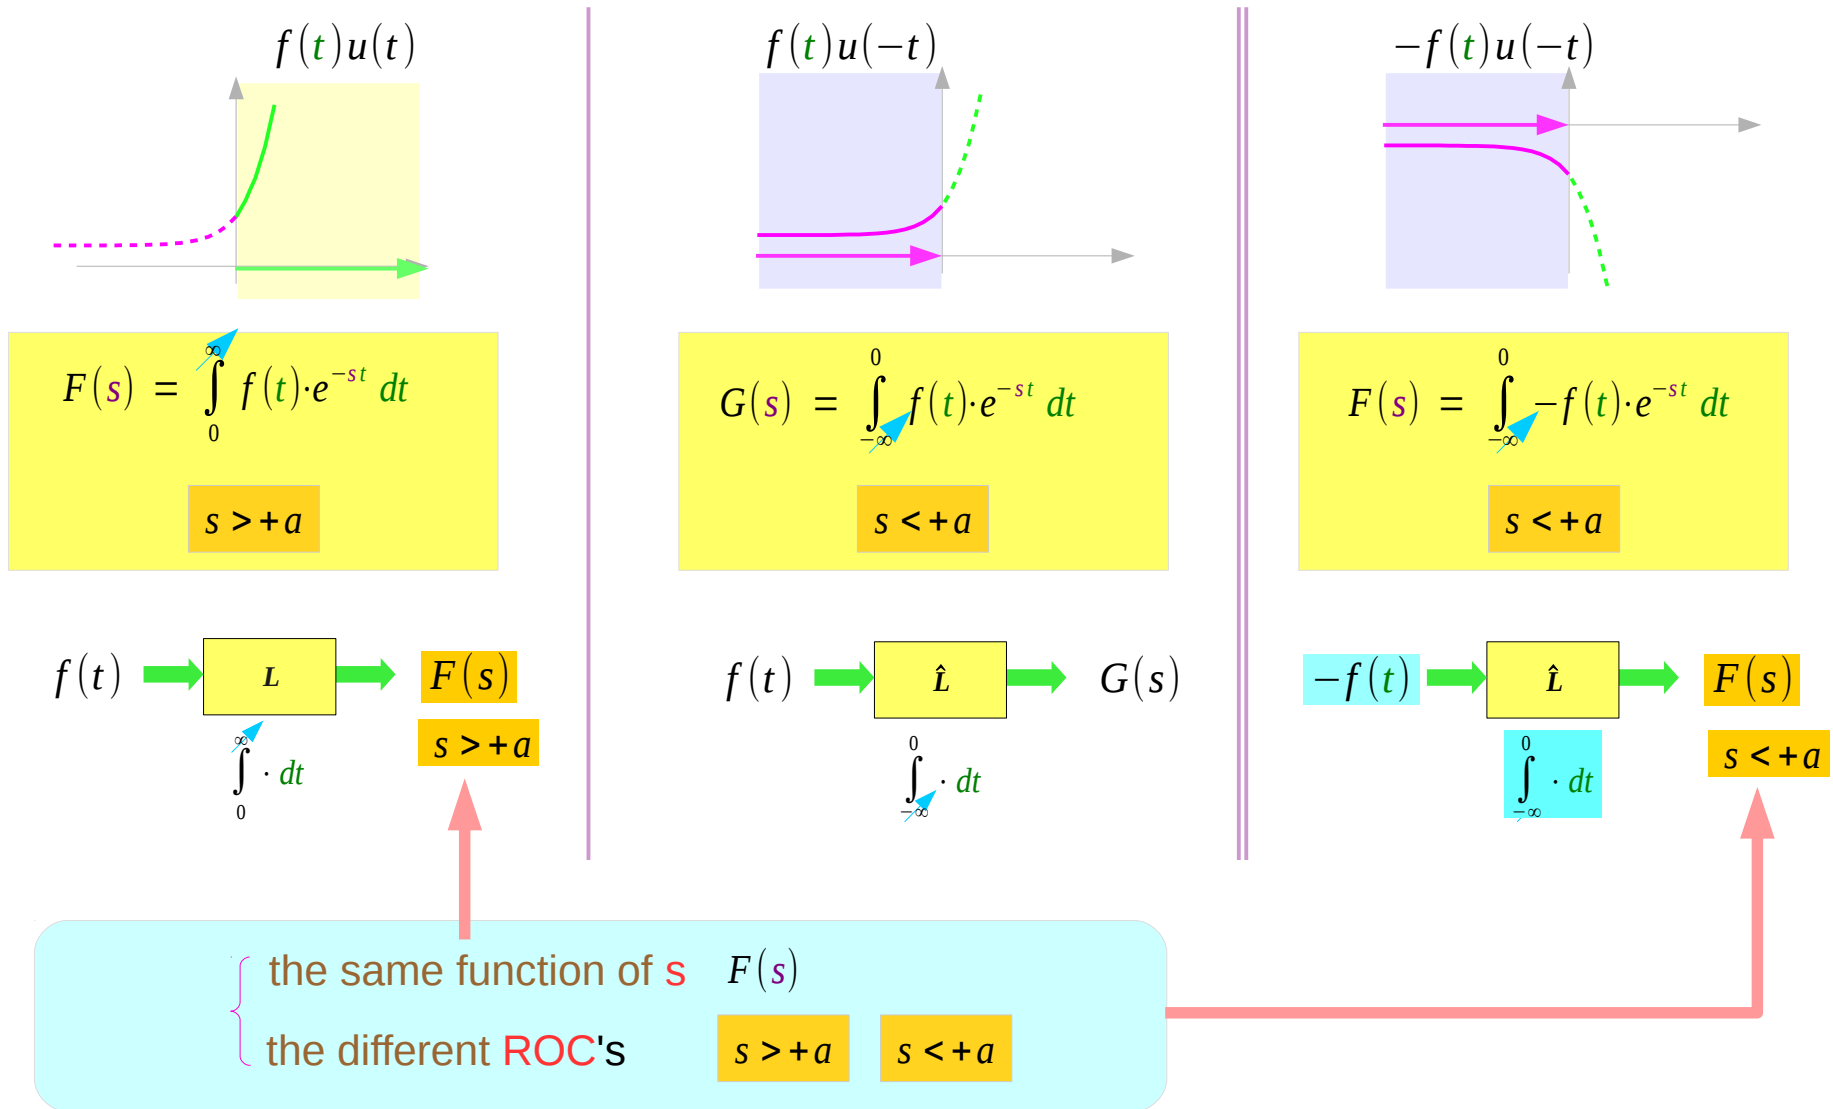 f(t)u(t)
F(s) = ∫₀^∞ f(t)·e^{−st} dt
s > +a
f(t) L F(s)
s > +a
∫₀^∞ · dt
f(t)u(−t)
G(s) = ∫_{−∞}^0 f(t)·e^{−st} dt
s < +a
f(t) L̂ G(s)
∫_{−∞}^0 · dt
−f(t)u(−t)
F(s) = ∫_{−∞}^0 −f(t)·e^{−st} dt
s < +a
−f(t) L̂ F(s)
s < +a
∫_{−∞}^0 · dt
the same function of s F(s)
the different ROC's s > +a s < +a